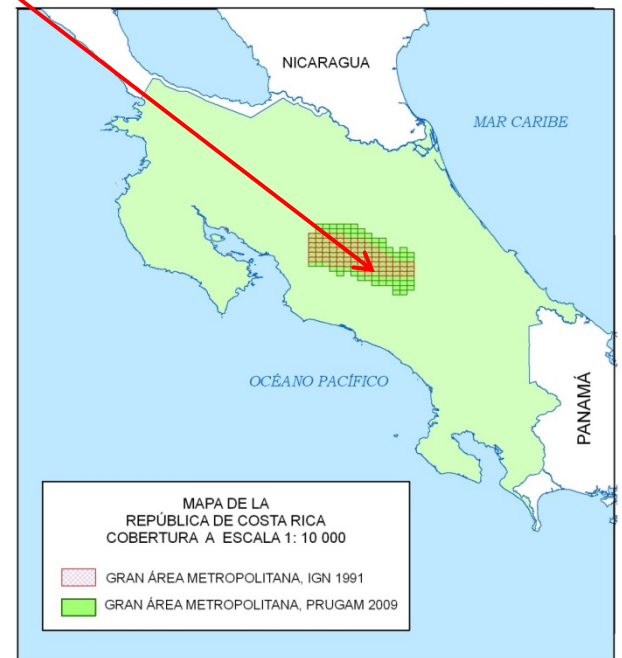 NICARAGUA
MAR CARIBE
OCÉANO PACÍFICO
PANAMÁ
MAPA DE LA
REPÚBLICA DE COSTA RICA
COBERTURA A ESCALA 1: 10 000
GRAN ÁREA METROPOLITANA, IGN 1991
GRAN ÁREA METROPOLITANA, PRUGAM 2009